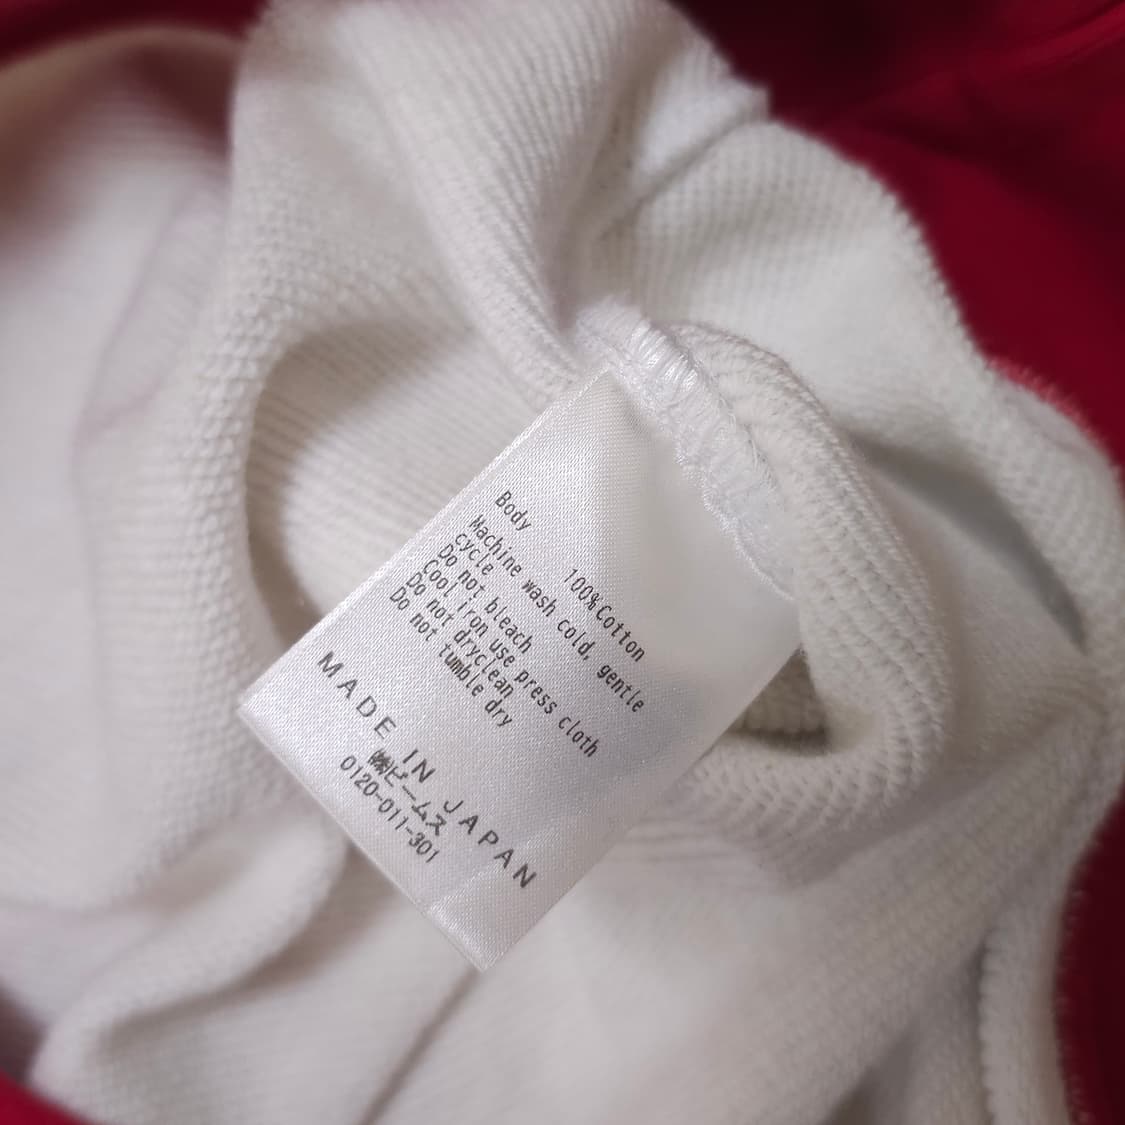 Body
100%Cotton
Machine wash cold, gentle
cycle
Do not bleach
Cool iron use press cloth
Do not dryclean
Do not tumble dry
MADE IN JAPAN
㈱ビームス
0120-011-301